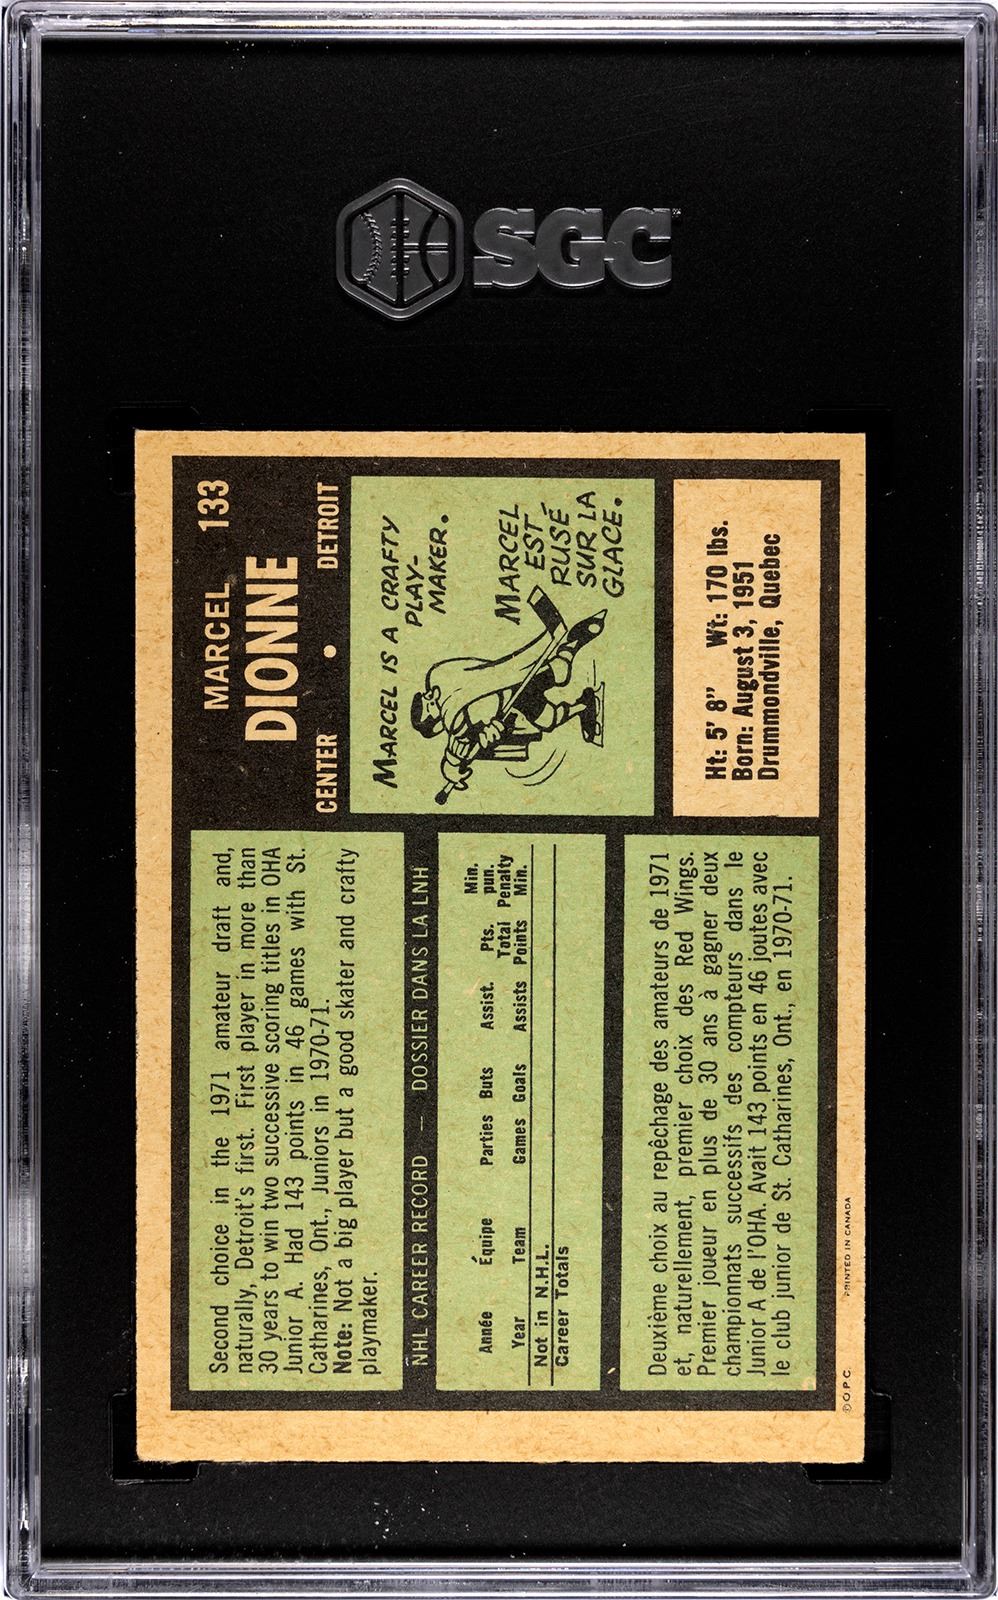 SGC
™
MARCEL 133
DIONNE
CENTER • DETROIT
MARCEL IS A CRAFTY
PLAY-
MAKER.
MARCEL
EST
RUSÉ
SUR LA
GLACE.
Ht: 5' 8" Wt: 170 lbs.
Born: August 3, 1951
Drummondville, Quebec
Second choice in the 1971 amateur draft and,
naturally, Detroit's first. First player in more than
30 years to win two successive scoring titles in OHA
Junior A. Had 143 points in 46 games with St.
Catharines, Ont., Juniors in 1970-71.
Note: Not a big player but a good skater and crafty
playmaker.
NHL CAREER RECORD — DOSSIER DANS LA LNH
Min.
Pts. pun.
Année Équipe Parties Buts Assist. Total Penalty
Year Team Games Goals Assists Points Min.
Not in N.H.L.
Career Totals
Deuxième choix au repêchage des amateurs de 1971
et, naturellement, premier choix des Red Wings.
Premier joueur en plus de 30 ans à gagner deux
championnats successifs des compteurs dans le
Junior A de l'OHA. Avait 143 points en 46 joutes avec
le club junior de St. Catharines, Ont., en 1970-71.
© O.P.C. PRINTED IN CANADA